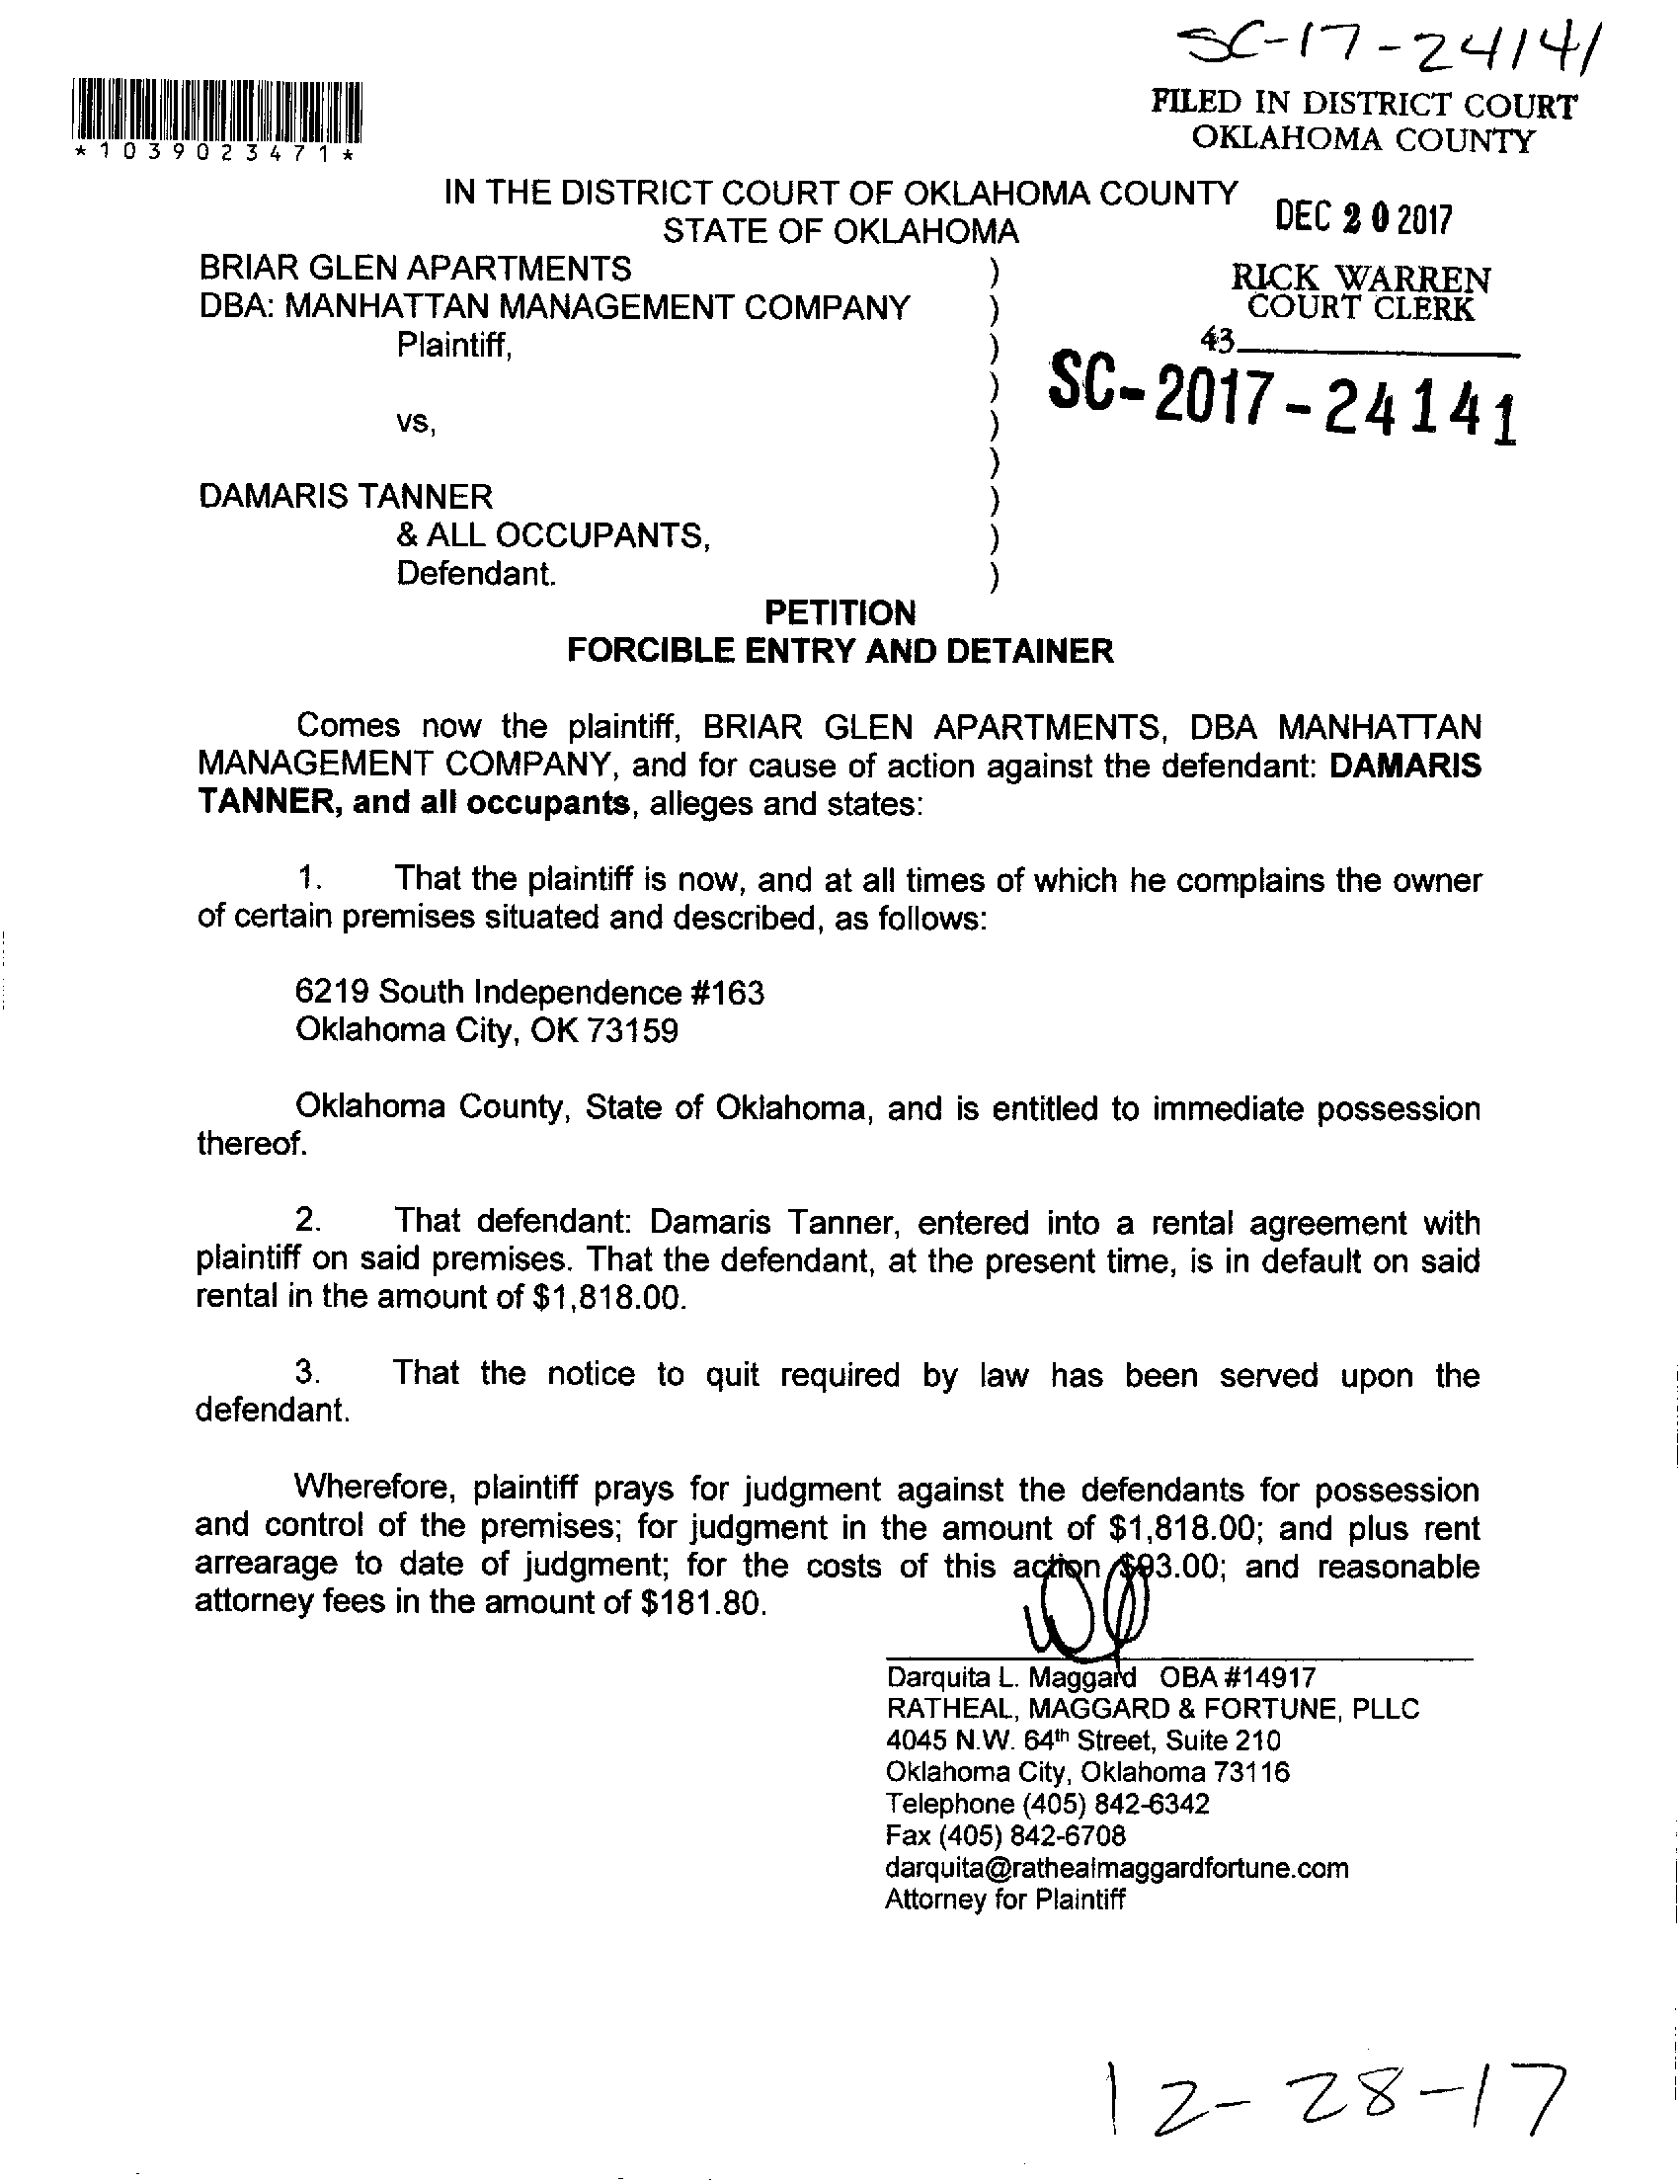 SC-17-24141
FILED IN DISTRICT COURT
OKLAHOMA COUNTY
*1039023471*
IN THE DISTRICT COURT OF OKLAHOMA COUNTY
STATE OF OKLAHOMA
DEC 20 2017
BRIAR GLEN APARTMENTS )
DBA: MANHATTAN MANAGEMENT COMPANY )
Plaintiff, )
)
vs, )
)
DAMARIS TANNER )
& ALL OCCUPANTS, )
Defendant. )
RICK WARREN
COURT CLERK
43
SC-2017-24141
PETITION
FORCIBLE ENTRY AND DETAINER
Comes now the plaintiff, BRIAR GLEN APARTMENTS, DBA MANHATTAN
MANAGEMENT COMPANY, and for cause of action against the defendant: DAMARIS
TANNER, and all occupants, alleges and states:
1. That the plaintiff is now, and at all times of which he complains the owner
of certain premises situated and described, as follows:
6219 South Independence #163
Oklahoma City, OK 73159
Oklahoma County, State of Oklahoma, and is entitled to immediate possession
thereof.
2. That defendant: Damaris Tanner, entered into a rental agreement with
plaintiff on said premises. That the defendant, at the present time, is in default on said
rental in the amount of $1,818.00.
3. That the notice to quit required by law has been served upon the
defendant.
Wherefore, plaintiff prays for judgment against the defendants for possession
and control of the premises; for judgment in the amount of $1,818.00; and plus rent
arrearage to date of judgment; for the costs of this action $93.00; and reasonable
attorney fees in the amount of $181.80.
Darquita L. Maggard OBA #14917
RATHEAL, MAGGARD & FORTUNE, PLLC
4045 N.W. 64th Street, Suite 210
Oklahoma City, Oklahoma 73116
Telephone (405) 842-6342
Fax (405) 842-6708
darquita@rathealmaggardfortune.com
Attorney for Plaintiff
12-28-17